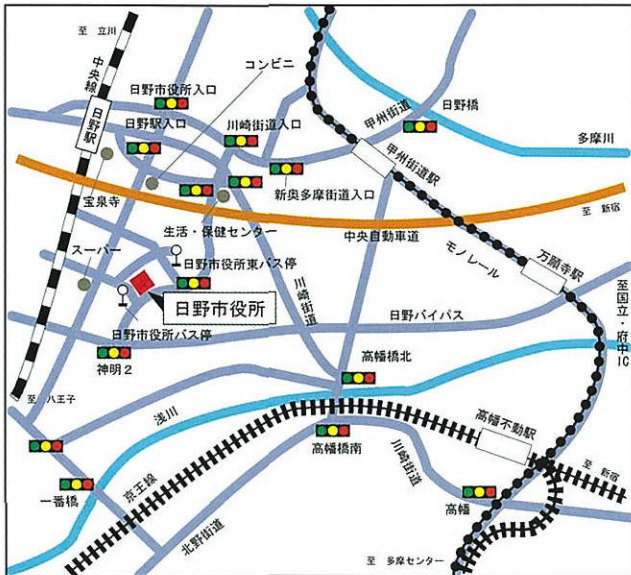 至 立川
中央線
日野駅
コンビニ
日野市役所入口
日野駅入口
川崎街道入口
甲州街道
日野橋
多摩川
甲州街道駅
新奥多摩街道入口
宝泉寺
生活・保健センター
中央自動車道
至 新宿
モノレール
万願寺駅
スーパー
日野市役所東バス停
日野市役所
川崎街道
日野バイパス
至国立・府中IC
日野市役所バス停
神明2
高幡橋北
至 八王子
浅川
高幡不動駅
高幡橋南
川崎街道
至 新宿
一番橋
京王線
北野街道
高幡
至 多摩センター